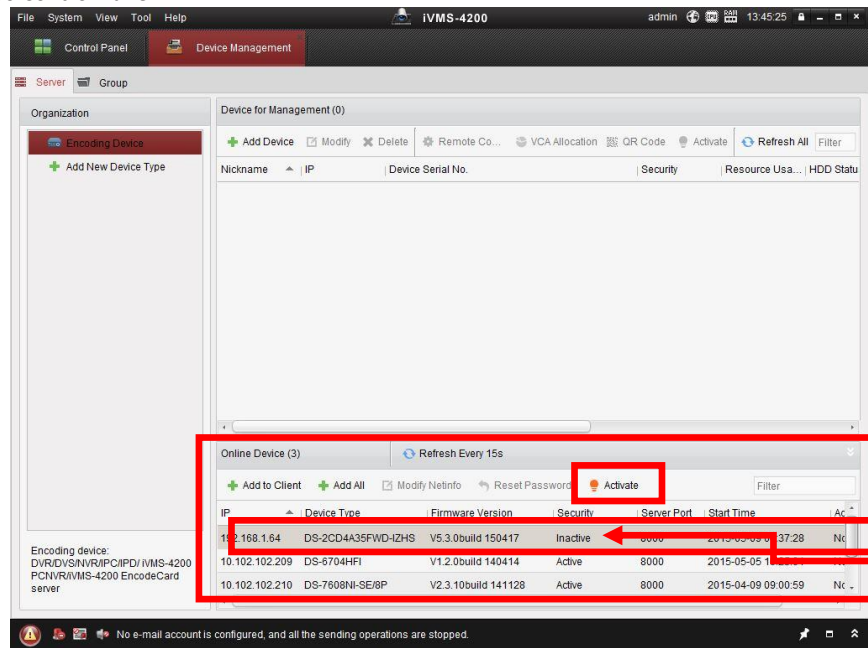 File System View Tool Help iVMS-4200 admin 13:45:25
Control Panel Device Management
Server Group
Organization Device for Management (0)
Encoding Device Add Device Modify Delete Remote Co... VCA Allocation QR Code Activate Refresh All Filter
Add New Device Type Nickname IP Device Serial No. Security Resource Usa... HDD Statu
Online Device (3) Refresh Every 15s
Add to Client Add All Modify Netinfo Reset Password Activate Filter
IP Device Type Firmware Version Security Server Port Start Time
192.168.1.64 DS-2CD4A35FWD-IZHS V5.3.0build 150417 Inactive 8000
10.102.102.209 DS-6704HFI V1.2.0build 140414 Active 8000
10.102.102.210 DS-7608NI-SE/8P V2.3.10build 141128 Active 8000 2015-04-09 09:00:59
Encoding device:
DVR/DVS/NVR/IPC/IPD/ iVMS-4200
PCNVR/iVMS-4200 EncodeCard
server
No e-mail account is configured, and all the sending operations are stopped.